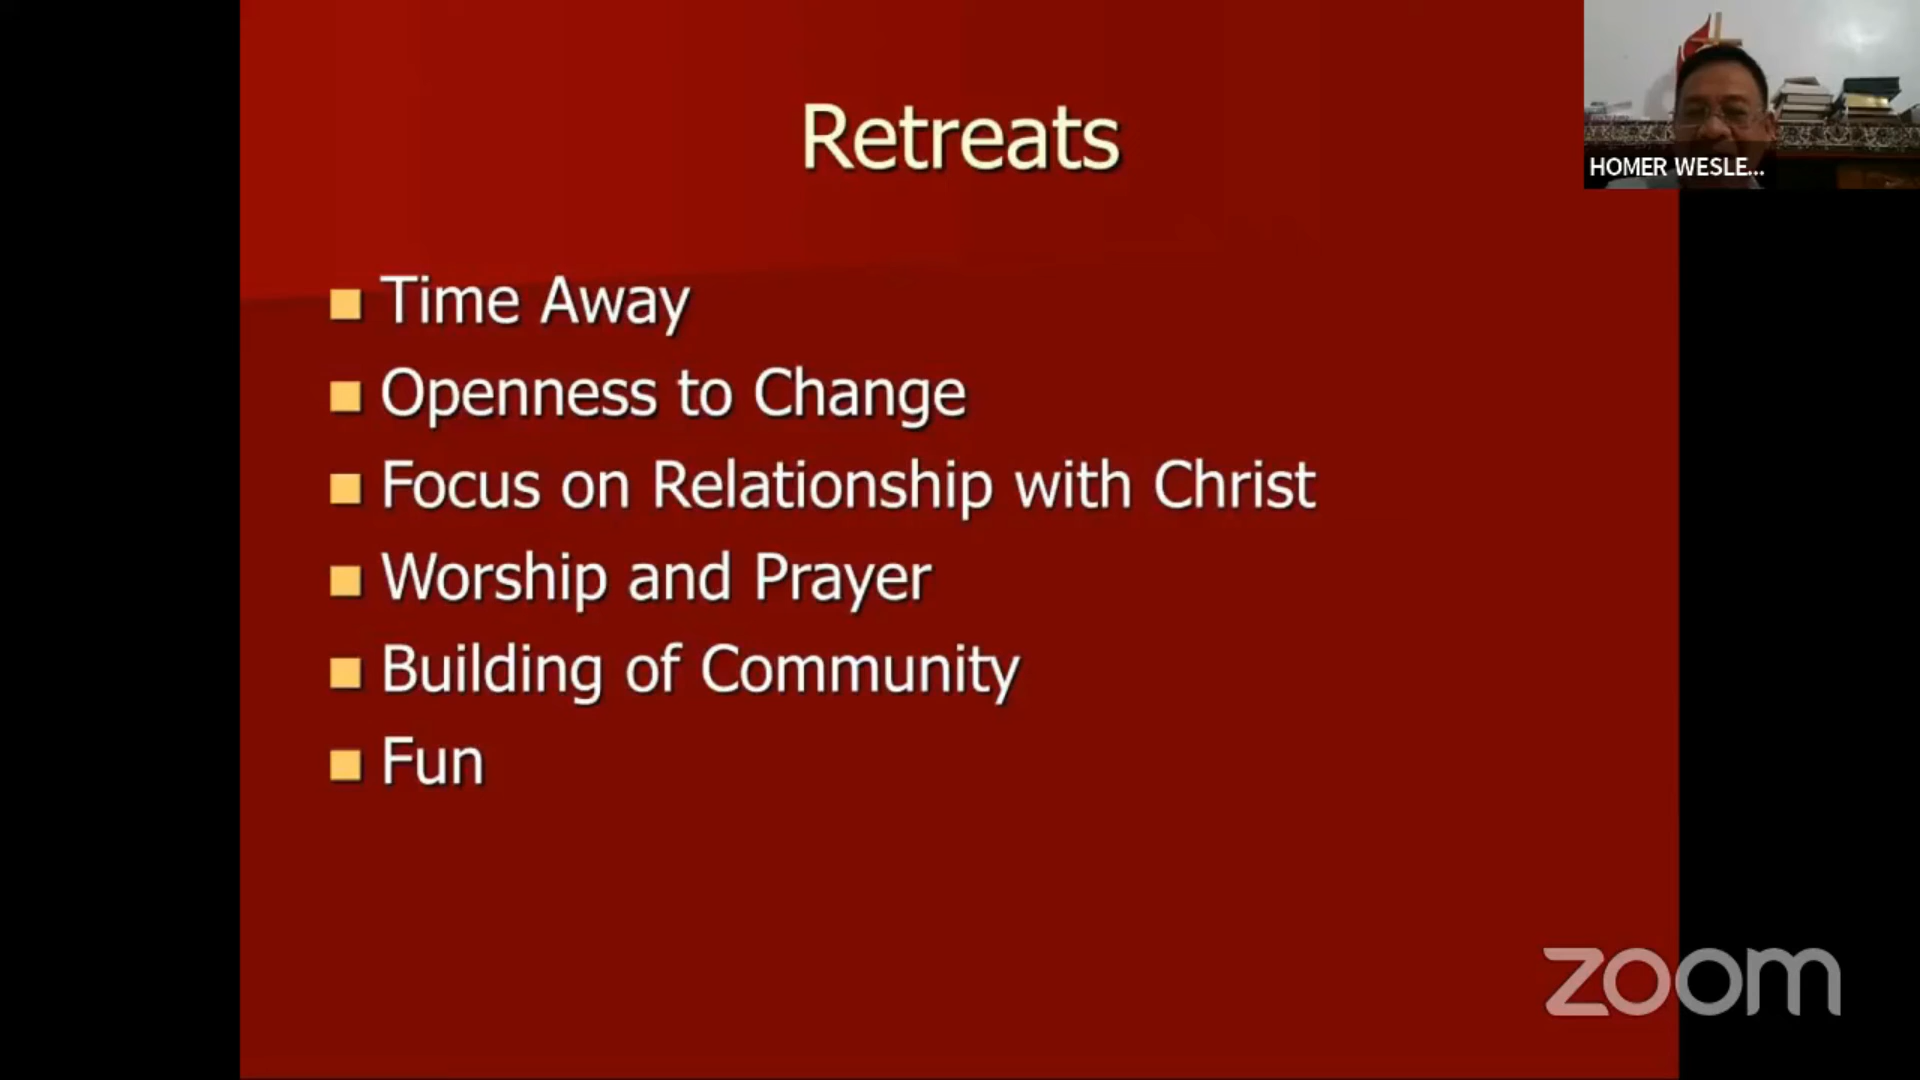 Retreats
HOMER WESLE...
Time Away
Openness to Change
Focus on Relationship with Christ
Worship and Prayer
Building of Community
Fun
zoom